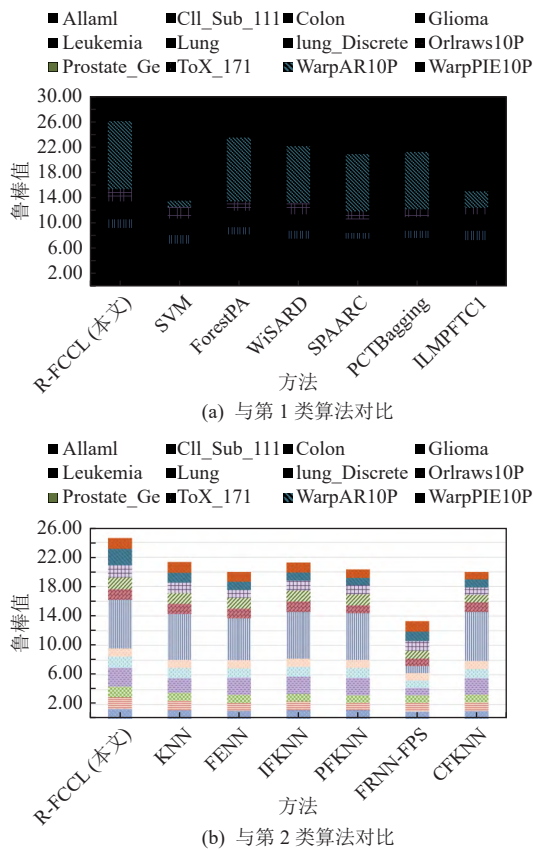 Allaml Cll_Sub_111 Colon Glioma
Leukemia Lung lung_Discrete Orlraws10P
Prostate_Ge ToX_171 WarpAR10P WarpPIE10P
30.00
26.00
22.00
18.00
14.00
10.00
6.00
2.00
鲁棒值
R-FCCL (本文) SVM ForestPA WiSARD SPAARC PCTBagging ILMPFTC1
方法
(a) 与第 1 类算法对比
Allaml Cll_Sub_111 Colon Glioma
Leukemia Lung lung_Discrete Orlraws10P
Prostate_Ge ToX_171 WarpAR10P WarpPIE10P
26.00
22.00
18.00
14.00
10.00
6.00
2.00
鲁棒值
R-FCCL (本文) KNN FENN IFKNN PFKNN FRNN-FPS CFKNN
方法
(b) 与第 2 类算法对比